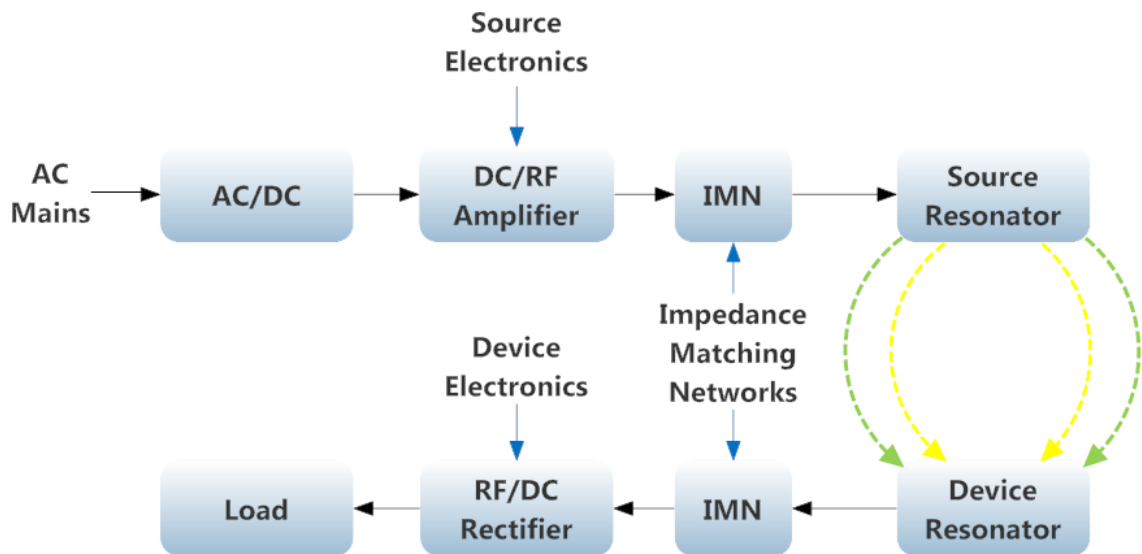 Source
Electronics
AC
Mains
AC/DC
DC/RF
Amplifier
IMN
Source
Resonator
Impedance
Matching
Networks
Device
Electronics
Load
RF/DC
Rectifier
IMN
Device
Resonator